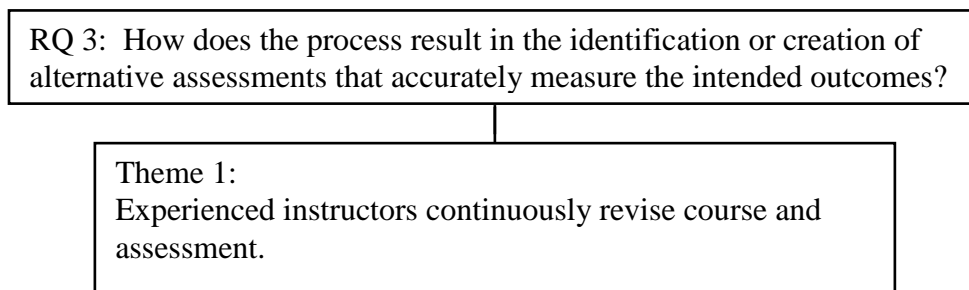 RQ 3:  How does the process result in the identification or creation of
alternative assessments that accurately measure the intended outcomes?
Theme 1:
Experienced instructors continuously revise course and
assessment.